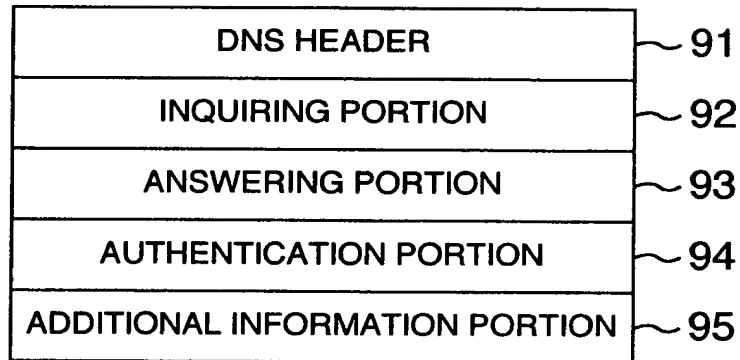 DNS HEADER 91
INQUIRING PORTION 92
ANSWERING PORTION 93
AUTHENTICATION PORTION 94
ADDITIONAL INFORMATION PORTION 95